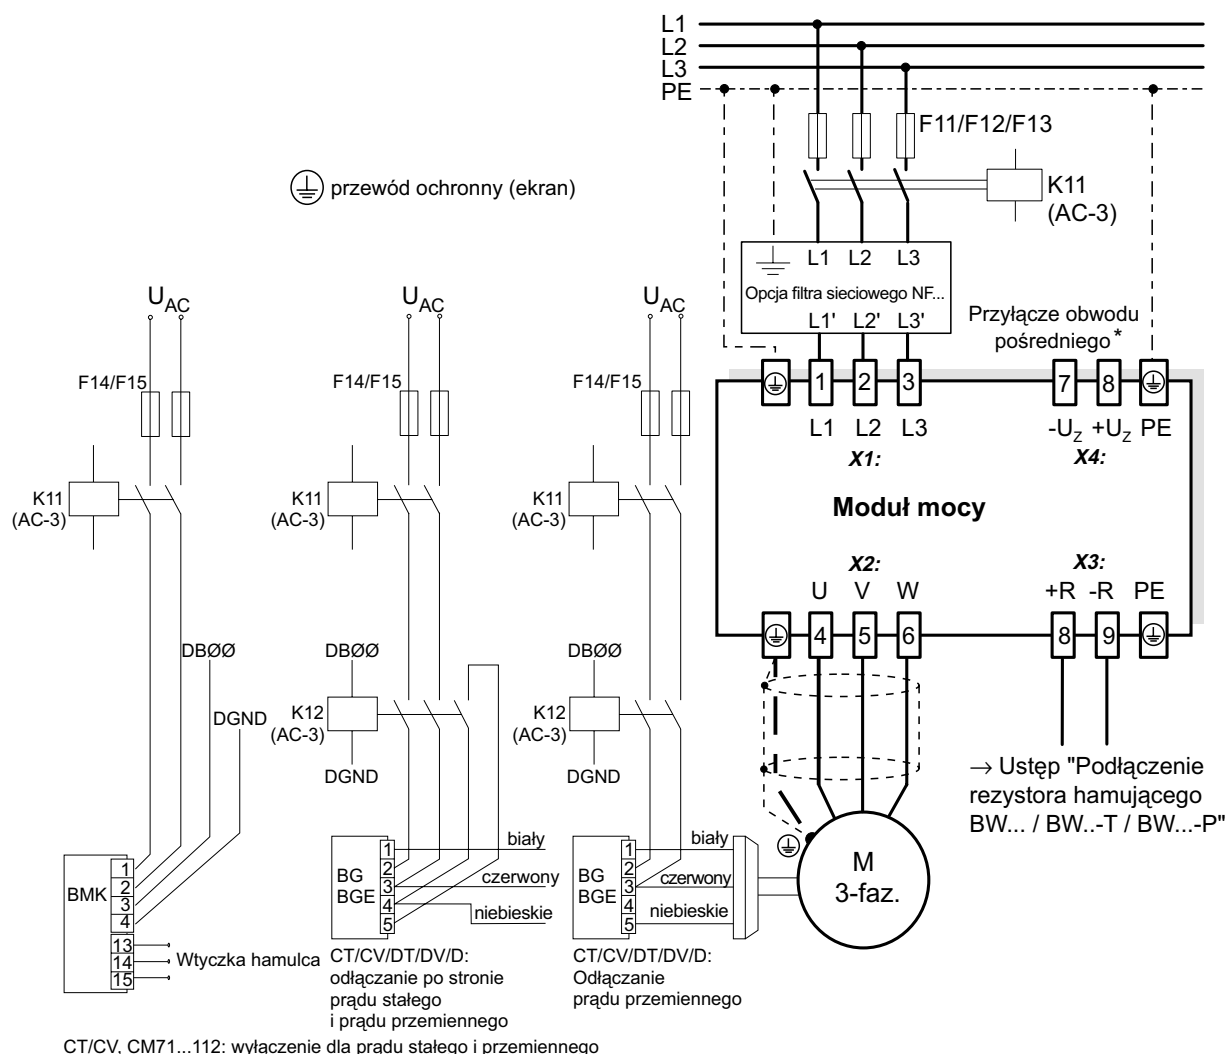 L1
L2
L3
PE
F11/F12/F13
K11
(AC-3)
przewód ochronny (ekran)
L1 L2 L3
Opcja filtra sieciowego NF...
L1' L2' L3'
Przyłącze obwodu
pośredniego *
1 2 3 7 8
L1 L2 L3 -UZ +UZ PE
X1: X4:
Moduł mocy
X2: X3:
U V W +R -R PE
4 5 6 8 9
→ Ustęp "Podłączenie
rezystora hamującego
BW... / BW..-T / BW...-P"
M
3-faz.
UAC
F14/F15
K11
(AC-3)
DBØØ
DGND
BMK
1
2
3
4
13
14
15
Wtyczka hamulca
UAC
F14/F15
K11
(AC-3)
DBØØ
K12
(AC-3)
DGND
BG
BGE
1
2
3
4
5
biały
czerwony
niebieskie
CT/CV/DT/DV/D:
odłączanie po stronie
prądu stałego
i prądu przemiennego
UAC
F14/F15
K11
(AC-3)
DBØØ
K12
(AC-3)
DGND
BG
BGE
1
2
3
4
5
biały
czerwony
niebieskie
CT/CV/DT/DV/D:
Odłączanie
prądu przemiennego
CT/CV, CM71...112: wyłączenie dla prądu stałego i przemiennego